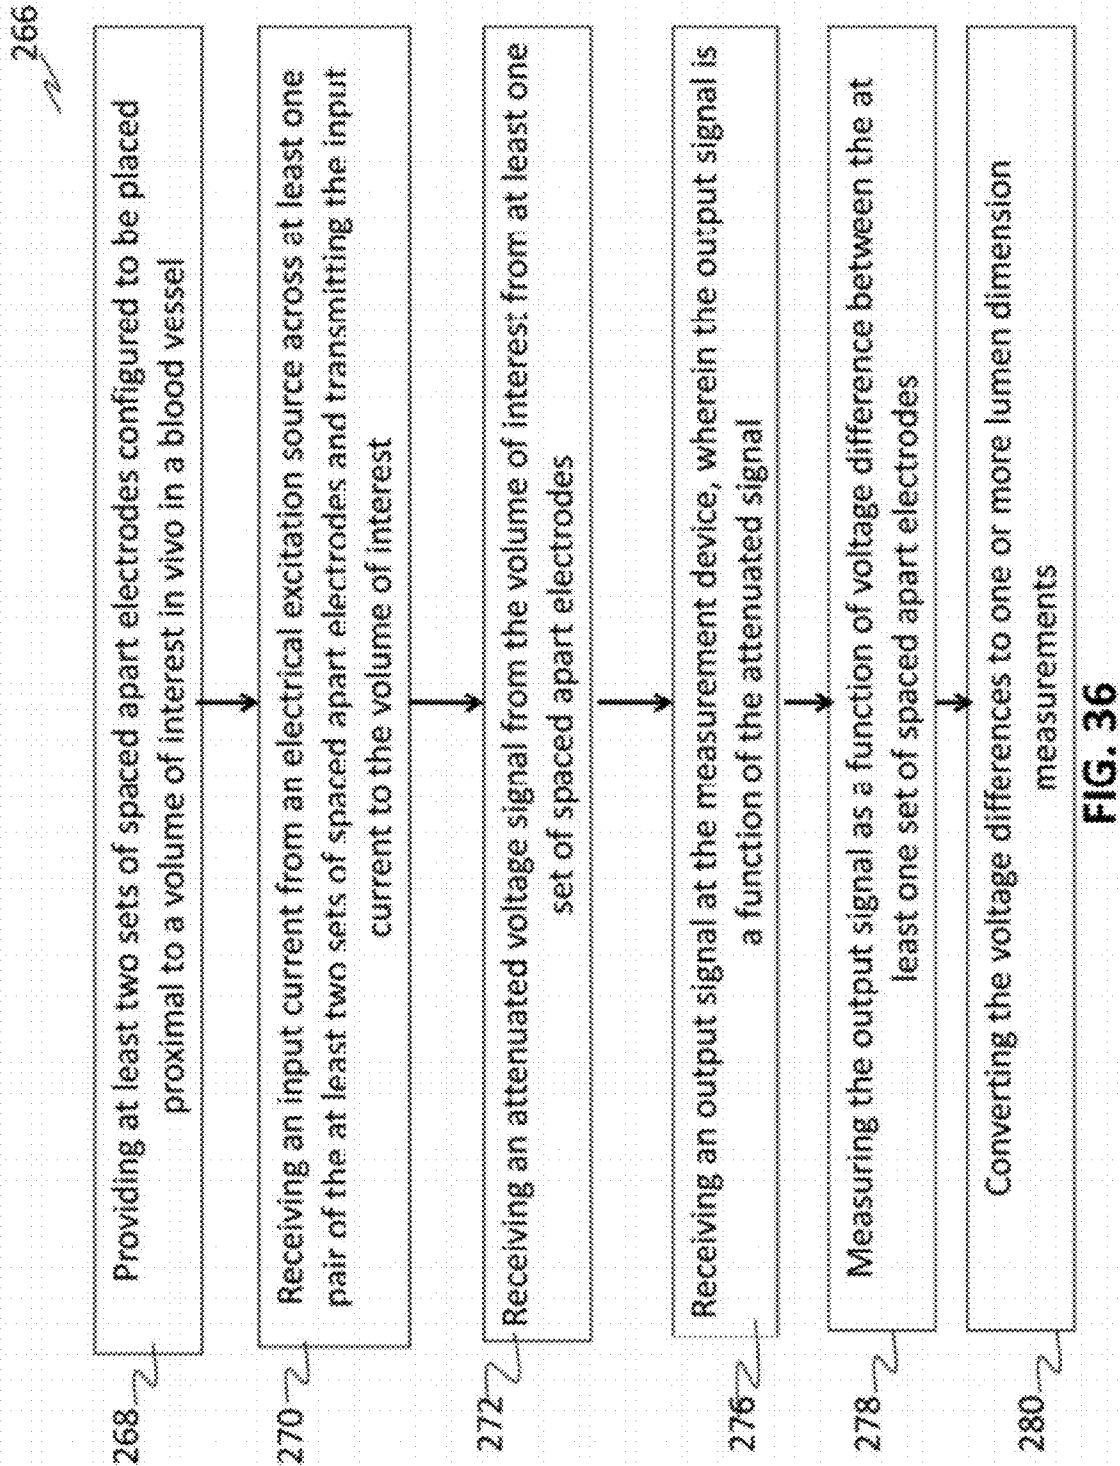 266
268
Providing at least two sets of spaced apart electrodes configured to be placed
proximal to a volume of interest in vivo in a blood vessel
270
Receiving an input current from an electrical excitation source across at least one
pair of the at least two sets of spaced apart electrodes and transmitting the input
current to the volume of interest
272
Receiving an attenuated voltage signal from the volume of interest from at least one
set of spaced apart electrodes
276
Receiving an output signal at the measurement device, wherein the output signal is
a function of the attenuated signal
278
Measuring the output signal as a function of voltage difference between the at
least one set of spaced apart electrodes
280
Converting the voltage differences to one or more lumen dimension
measurements
FIG. 36